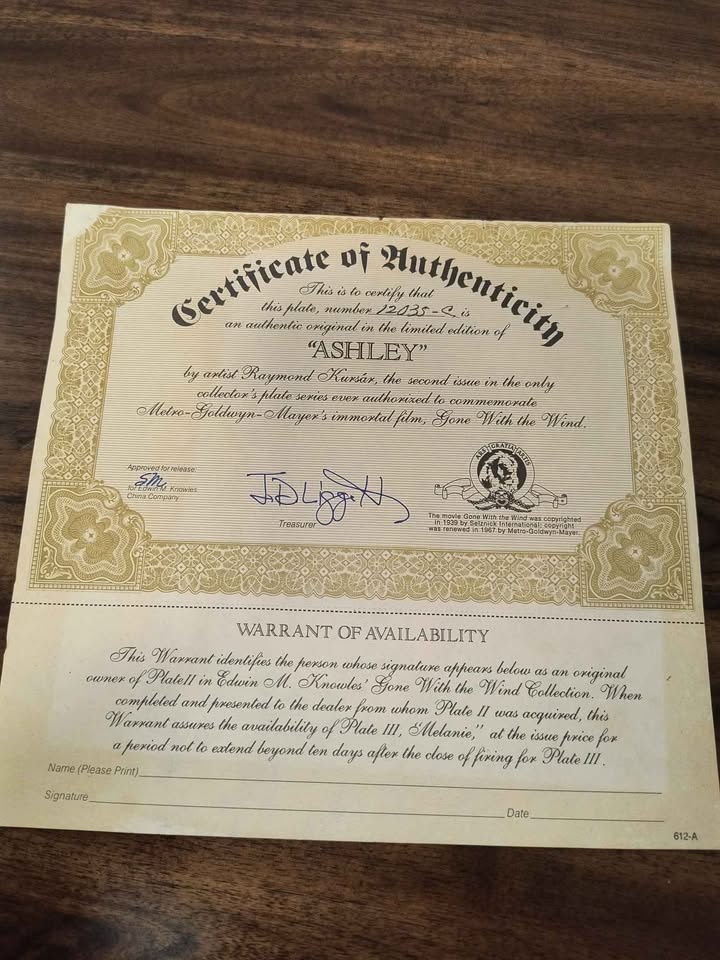 Certificate of Authenticity
This is to certify that
this plate, number 12035-C is
an authentic original in the limited edition of
"ASHLEY"
by artist Raymond Kursár, the second issue in the only
collector's plate series ever authorized to commemorate
Metro-Goldwyn-Mayer's immortal film, Gone With the Wind.
Approved for release:
SM
for Edwin M. Knowles
China Company
J.D. Liggett
Treasurer
ARS GRATIA ARTIS
The movie Gone With the Wind was copyrighted
in 1939 by Selznick International; copyright
was renewed in 1967 by Metro-Goldwyn-Mayer.
WARRANT OF AVAILABILITY
This Warrant identifies the person whose signature appears below as an original
owner of Plate II in Edwin M. Knowles' Gone With the Wind Collection. When
completed and presented to the dealer from whom Plate II was acquired, this
Warrant assures the availability of Plate III, "Melanie," at the issue price for
a period not to extend beyond ten days after the close of firing for Plate III.
Name (Please Print)
Signature
Date
612-A